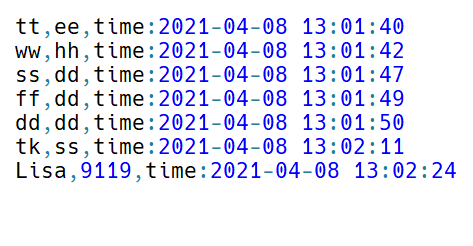 tt,ee,time:2021-04-08 13:01:40
ww,hh,time:2021-04-08 13:01:42
ss,dd,time:2021-04-08 13:01:47
ff,dd,time:2021-04-08 13:01:49
dd,dd,time:2021-04-08 13:01:50
tk,ss,time:2021-04-08 13:02:11
Lisa,9119,time:2021-04-08 13:02:24